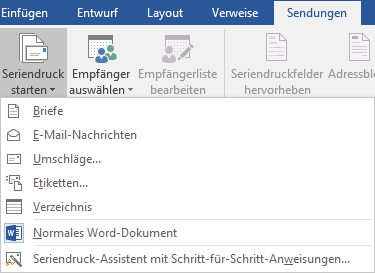 Einfügen Entwurf Layout Verweise Sendungen
Seriendruck starten
Empfänger auswählen
Empfängerliste bearbeiten
Seriendruckfelder hervorheben
Adressblo
Briefe
E-Mail-Nachrichten
Umschläge...
Etiketten...
Verzeichnis
Normales Word-Dokument
Seriendruck-Assistent mit Schritt-für-Schritt-Anweisungen...